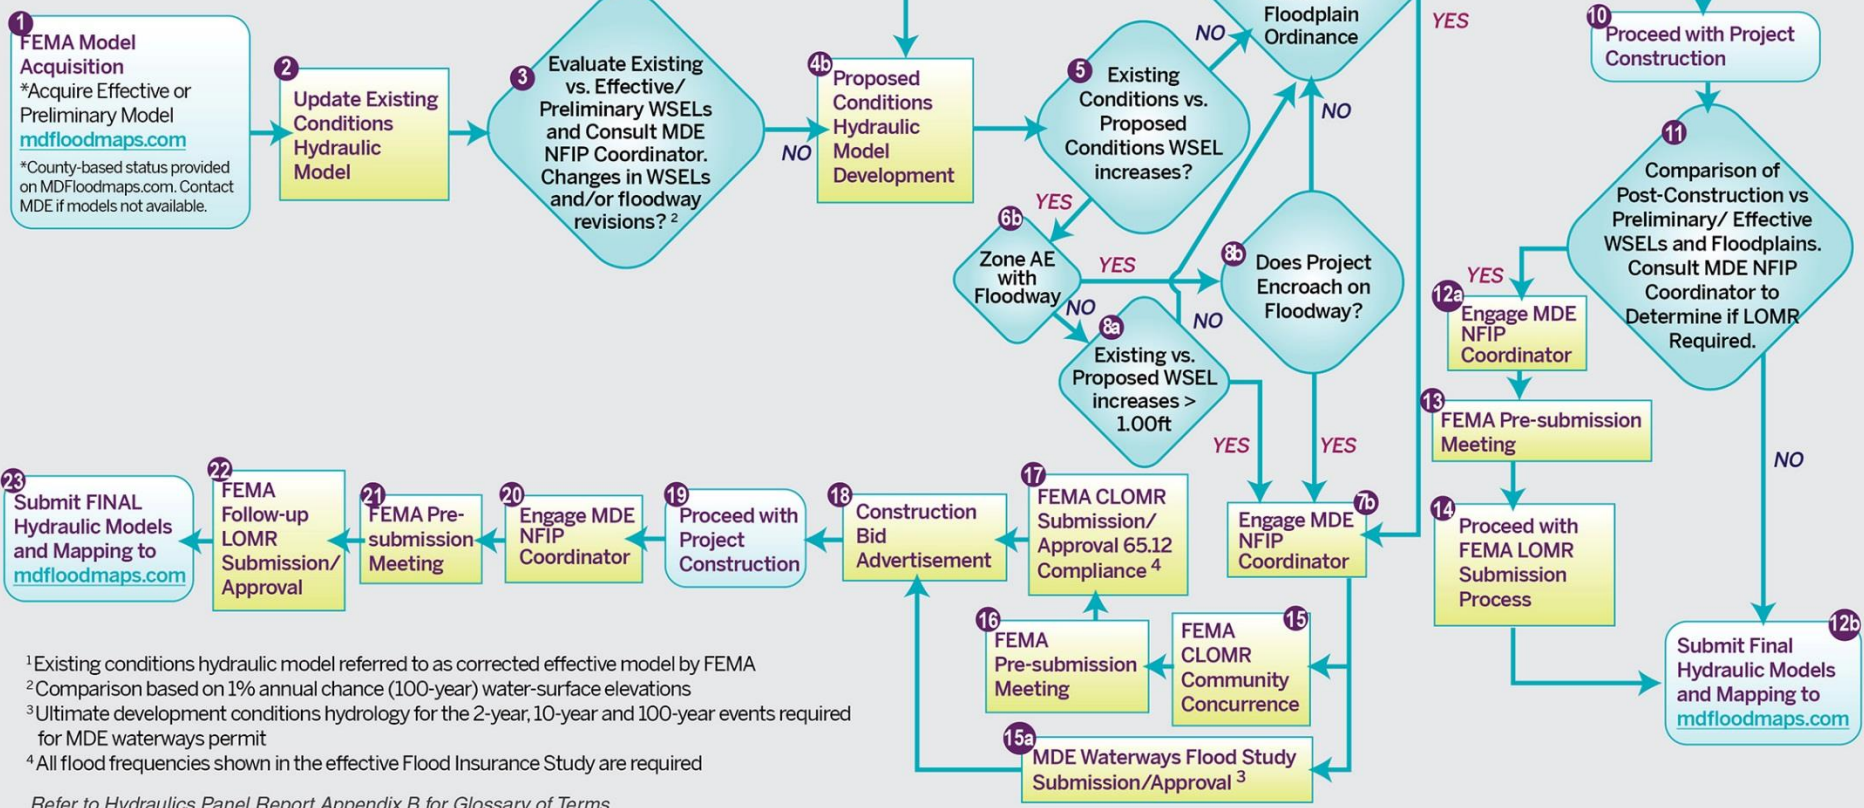 1
FEMA Model
Acquisition
*Acquire Effective or
Preliminary Model
mdfloodmaps.com
*County-based status provided
on MDFloodmaps.com. Contact
MDE if models not available.
2
Update Existing
Conditions
Hydraulic
Model
3
Evaluate Existing
vs. Effective/
Preliminary WSELs
and Consult MDE
NFIP Coordinator.
Changes in WSELs
and/or floodway
revisions? 2
NO
4b
Proposed
Conditions
Hydraulic
Model
Development
5
Existing
Conditions vs.
Proposed
Conditions WSEL
increases?
NO
Floodplain
Ordinance
YES
NO
YES
6b
Zone AE
with
Floodway
YES
NO
8a
Existing vs.
Proposed WSEL
increases >
1.00ft
NO
YES
8b
Does Project
Encroach on
Floodway?
YES
7b
Engage MDE
NFIP
Coordinator
10
Proceed with Project
Construction
11
Comparison of
Post-Construction vs
Preliminary/ Effective
WSELs and Floodplains.
Consult MDE NFIP
Coordinator to
Determine if LOMR
Required.
YES
12a
Engage MDE
NFIP
Coordinator
13
FEMA Pre-submission
Meeting
14
Proceed with
FEMA LOMR
Submission
Process
NO
12b
Submit Final
Hydraulic Models
and Mapping to
mdfloodmaps.com
15
FEMA
CLOMR
Community
Concurrence
15a
MDE Waterways Flood Study
Submission/Approval 3
16
FEMA
Pre-submission
Meeting
17
FEMA CLOMR
Submission/
Approval 65.12
Compliance 4
18
Construction
Bid
Advertisement
19
Proceed with
Project
Construction
20
Engage MDE
NFIP
Coordinator
21
FEMA Pre-
submission
Meeting
22
FEMA
Follow-up
LOMR
Submission/
Approval
23
Submit FINAL
Hydraulic Models
and Mapping to
mdfloodmaps.com
1 Existing conditions hydraulic model referred to as corrected effective model by FEMA
2 Comparison based on 1% annual chance (100-year) water-surface elevations
3 Ultimate development conditions hydrology for the 2-year, 10-year and 100-year events required
for MDE waterways permit
4 All flood frequencies shown in the effective Flood Insurance Study are required
Refer to Hydraulics Panel Report Appendix B for Glossary of Terms